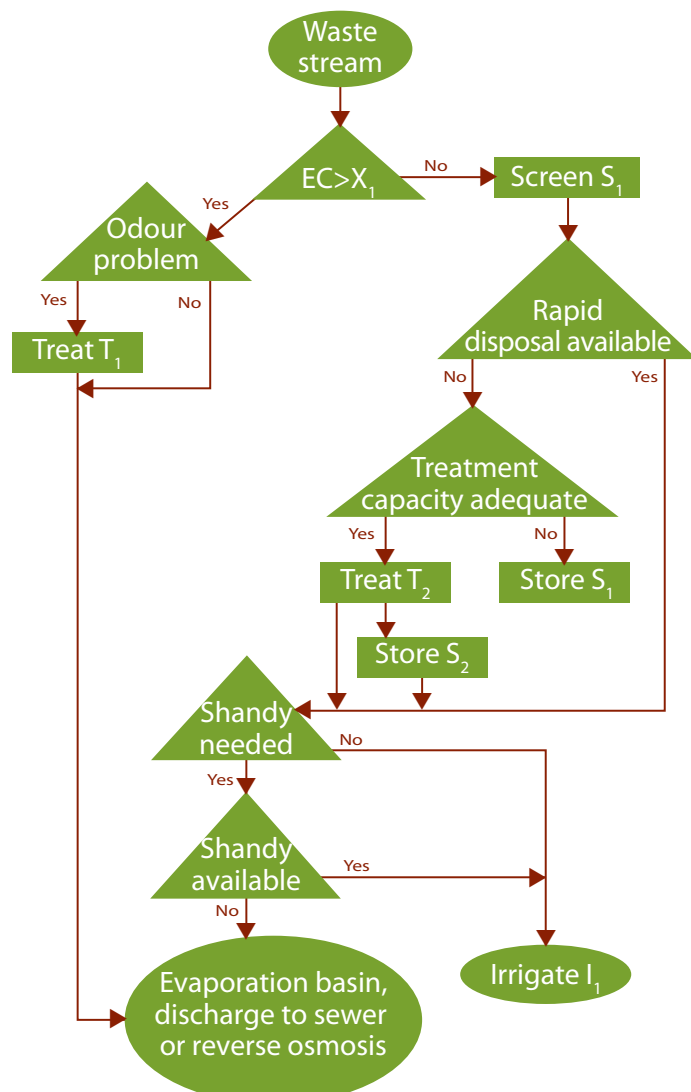 Waste
stream
EC>X₁
No
Screen S₁
Yes
Odour
problem
Yes
No
Treat T₁
Rapid
disposal available
No
Yes
Treatment
capacity adequate
Yes
No
Treat T₂
Store S₁
Store S₂
Shandy
needed
No
Yes
Shandy
available
Yes
No
Evaporation basin,
discharge to sewer
or reverse osmosis
Irrigate I₁